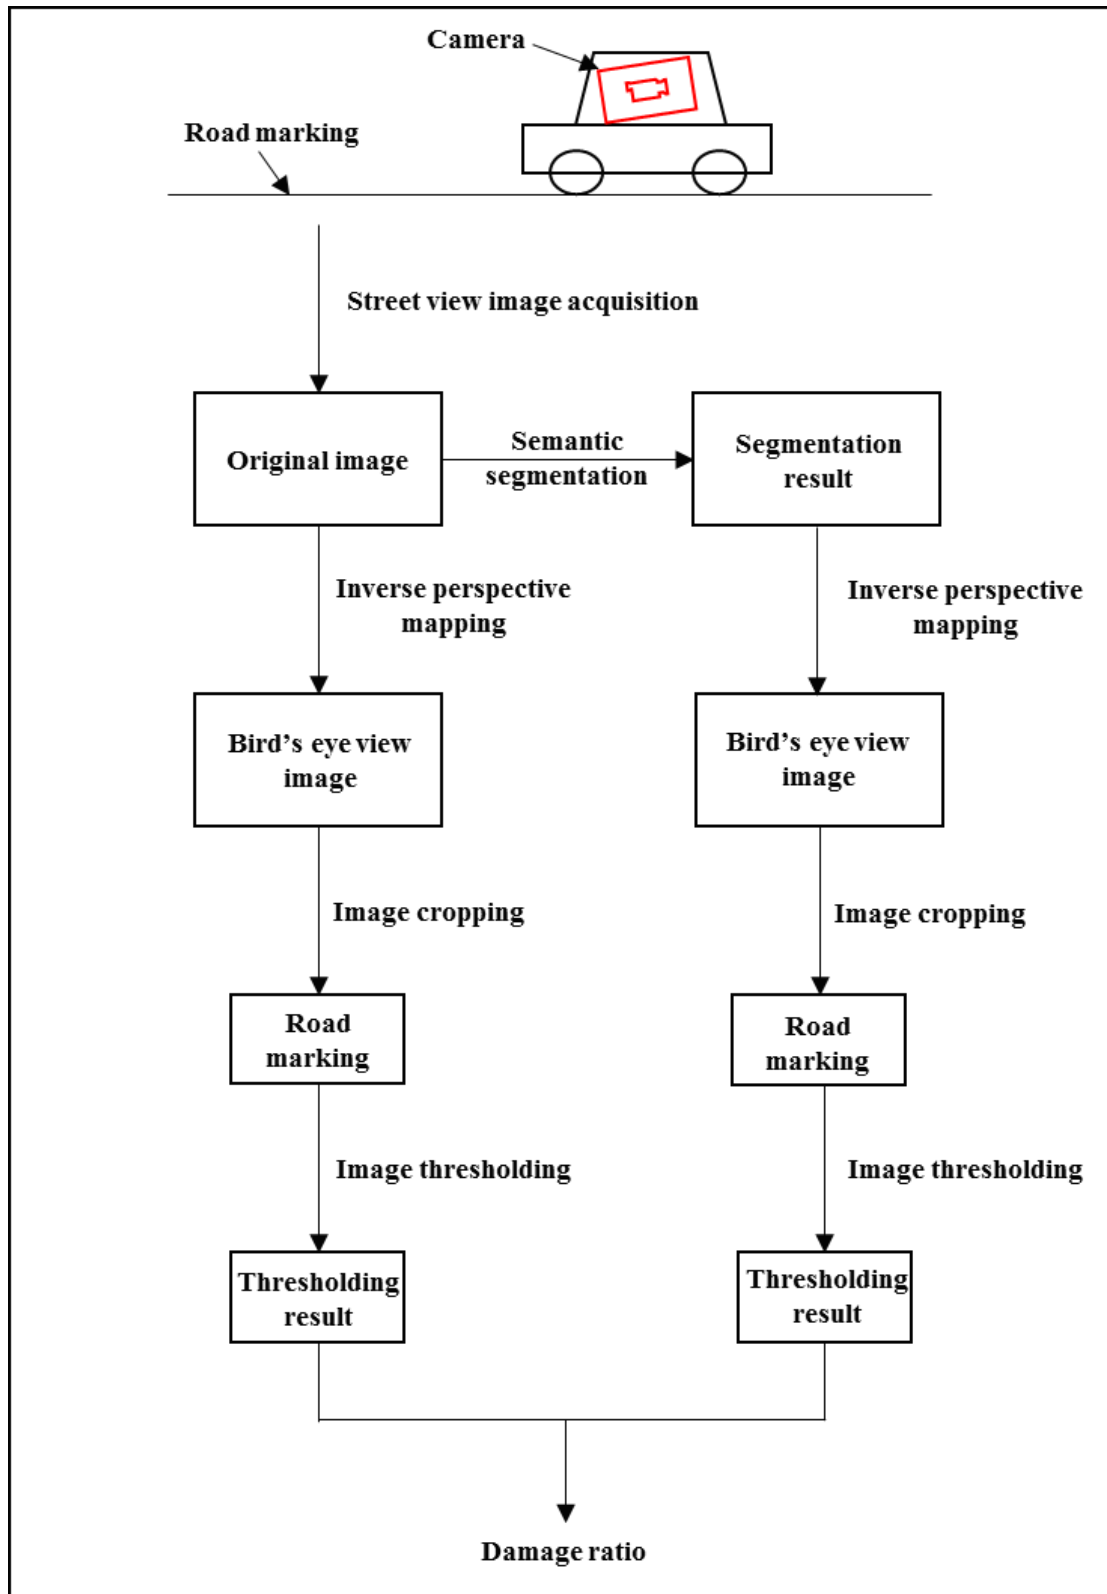 Camera
Road marking
Street view image acquisition
Original image
Semantic
segmentation
Segmentation
result
Inverse perspective
mapping
Inverse perspective
mapping
Bird's eye view
image
Bird's eye view
image
Image cropping
Image cropping
Road
marking
Road
marking
Image thresholding
Image thresholding
Thresholding
result
Thresholding
result
Damage ratio